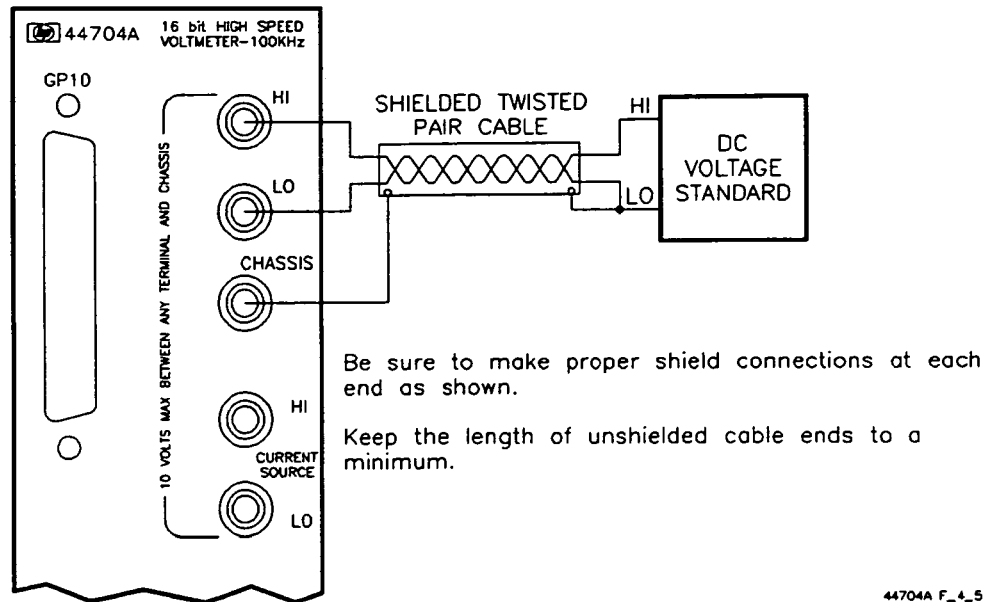 hp 44704A
16 bit HIGH SPEED
VOLTMETER-100KHz
GP10
10 VOLTS MAX BETWEEN ANY TERMINAL AND CHASSIS
HI
LO
CHASSIS
HI
CURRENT
SOURCE
LO
SHIELDED TWISTED
PAIR CABLE
HI
LO
DC
VOLTAGE
STANDARD
Be sure to make proper shield connections at each
end as shown.
Keep the length of unshielded cable ends to a
minimum.
44704A F_4_5